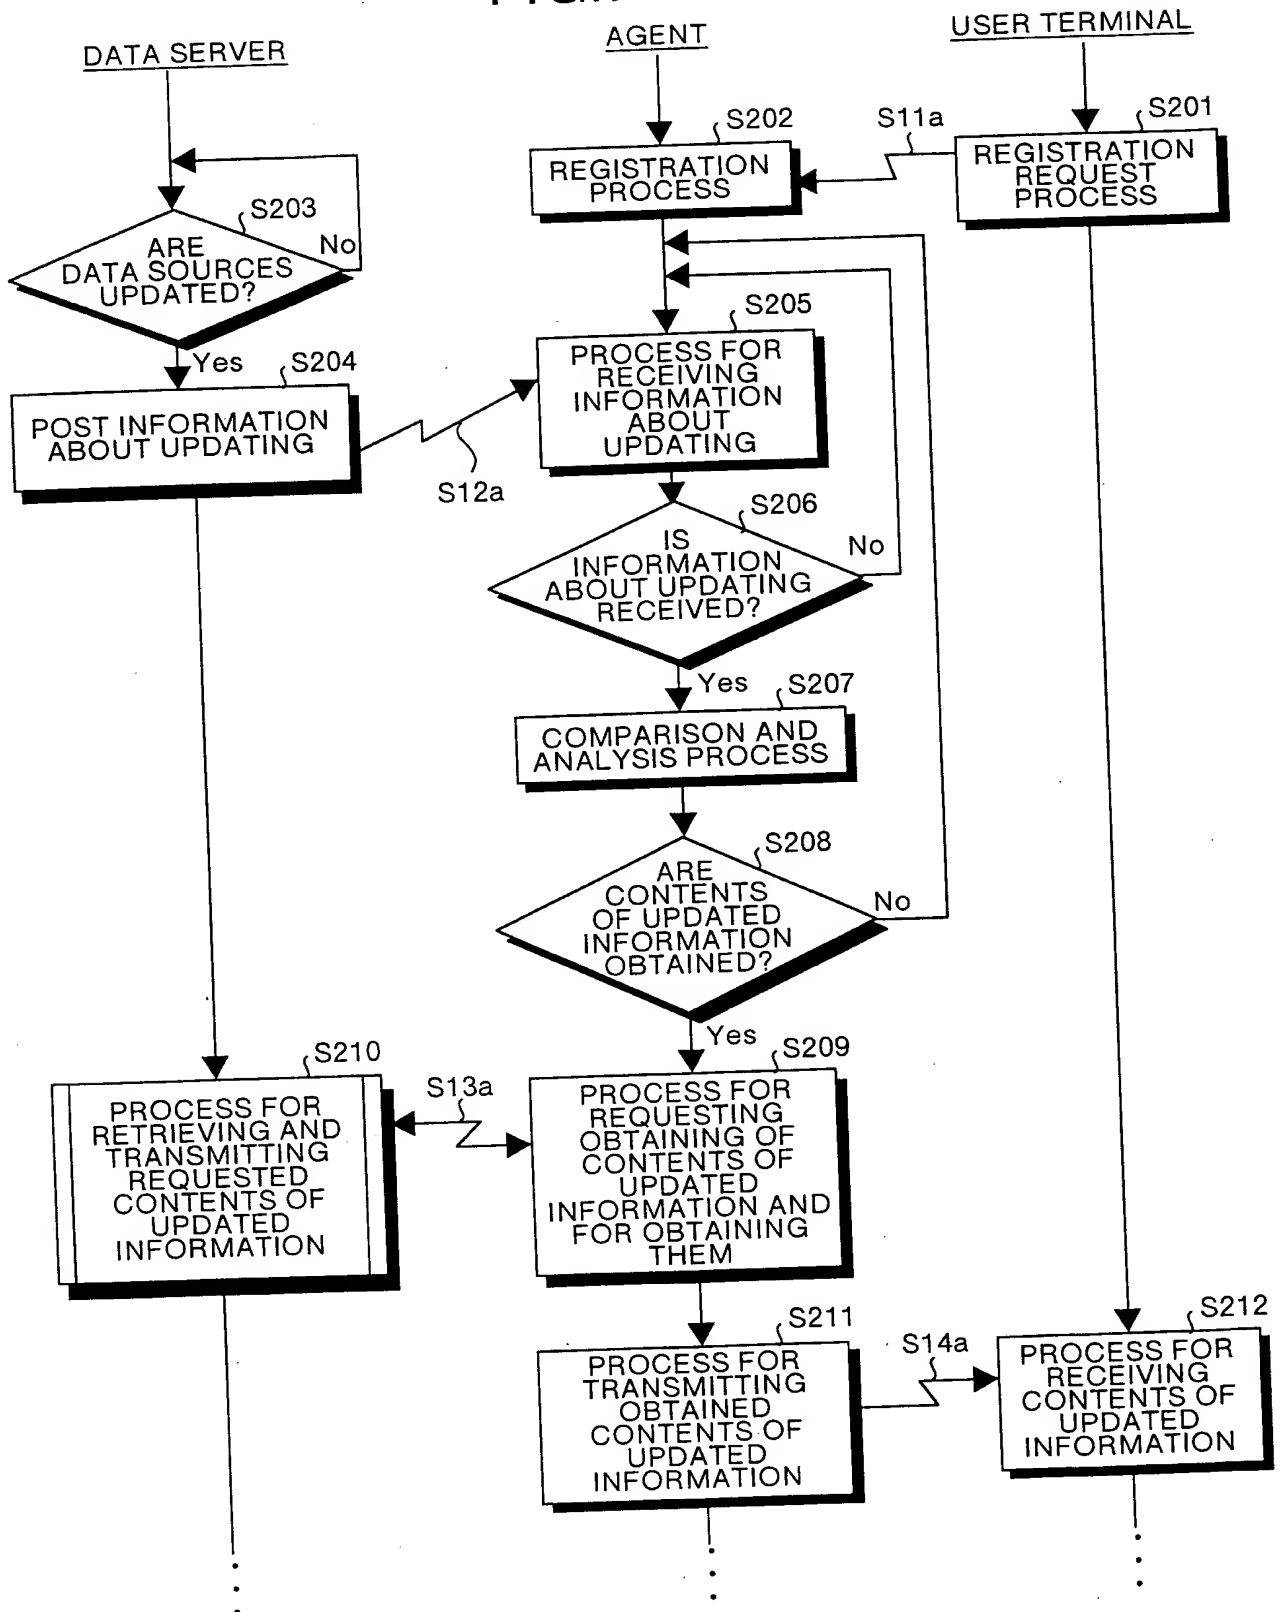 DATA SERVER
AGENT
USER TERMINAL
S201
REGISTRATION
REQUEST
PROCESS
S11a
S202
REGISTRATION
PROCESS
S203
ARE
DATA SOURCES
UPDATED?
No
Yes
S204
POST INFORMATION
ABOUT UPDATING
S12a
S205
PROCESS FOR
RECEIVING
INFORMATION
ABOUT
UPDATING
S206
IS
INFORMATION
ABOUT UPDATING
RECEIVED?
No
Yes
S207
COMPARISON AND
ANALYSIS PROCESS
S208
ARE
CONTENTS
OF UPDATED
INFORMATION
OBTAINED?
No
Yes
S209
PROCESS FOR
REQUESTING
OBTAINING OF
CONTENTS OF
UPDATED
INFORMATION AND
FOR OBTAINING
THEM
S13a
S210
PROCESS FOR
RETRIEVING AND
TRANSMITTING
REQUESTED
CONTENTS OF
UPDATED
INFORMATION
S211
PROCESS FOR
TRANSMITTING
OBTAINED
CONTENTS OF
UPDATED
INFORMATION
S14a
S212
PROCESS FOR
RECEIVING
CONTENTS OF
UPDATED
INFORMATION